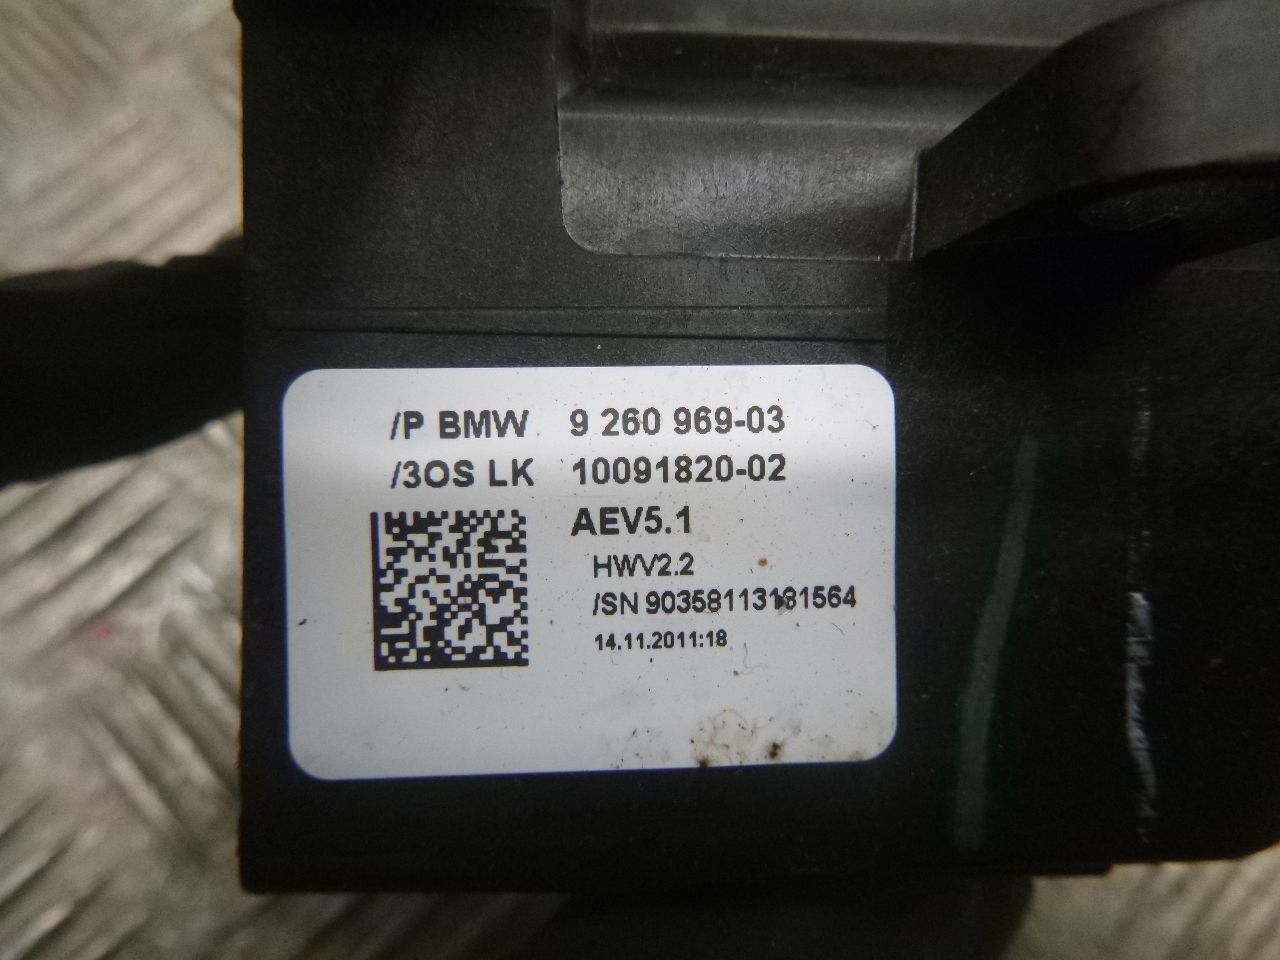 /P BMW 9 260 969-03
/3OS LK 10091820-02
AEV5.1
HWV2.2
/SN 90358113181564
14.11.2011:18